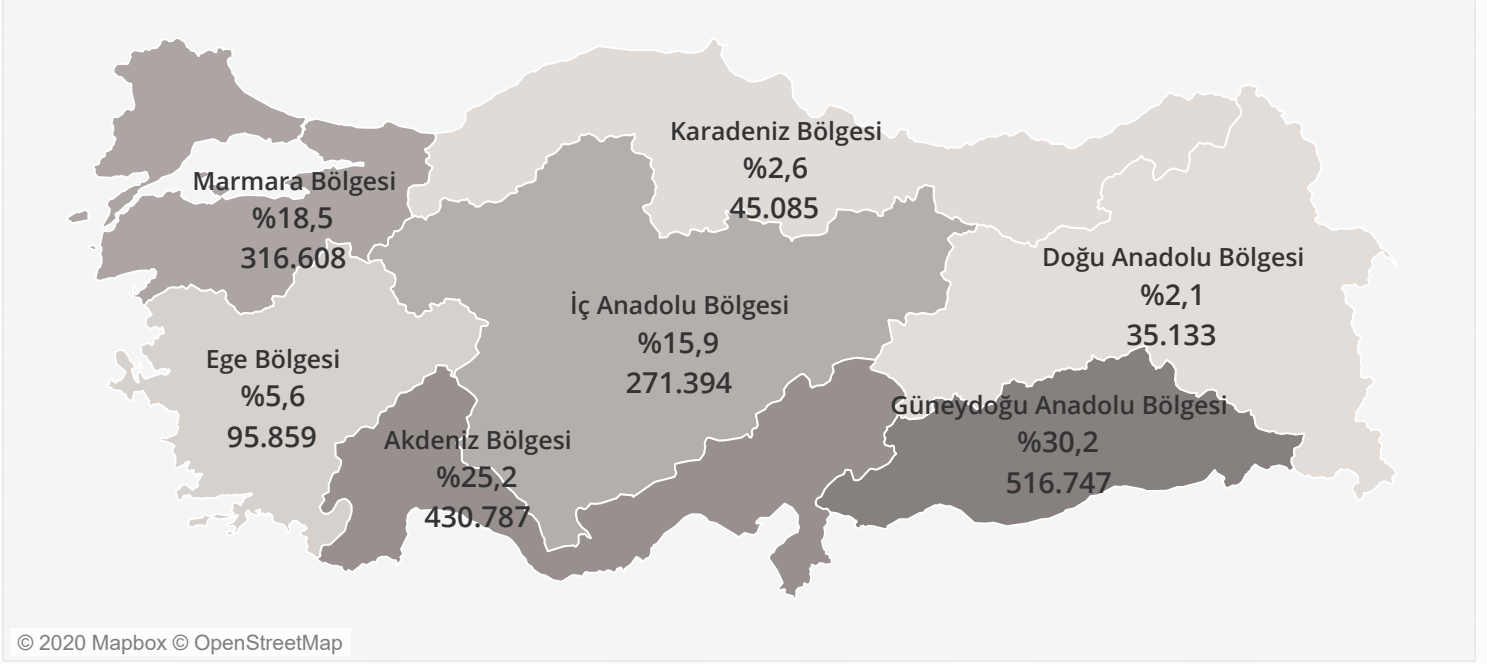 Karadeniz Bölgesi
%2,6
45.085
Marmara Bölgesi
%18,5
316.608
Doğu Anadolu Bölgesi
%2,1
35.133
İç Anadolu Bölgesi
%15,9
271.394
Ege Bölgesi
%5,6
95.859
Güneydoğu Anadolu Bölgesi
%30,2
516.747
Akdeniz Bölgesi
%25,2
430.787
© 2020 Mapbox © OpenStreetMap